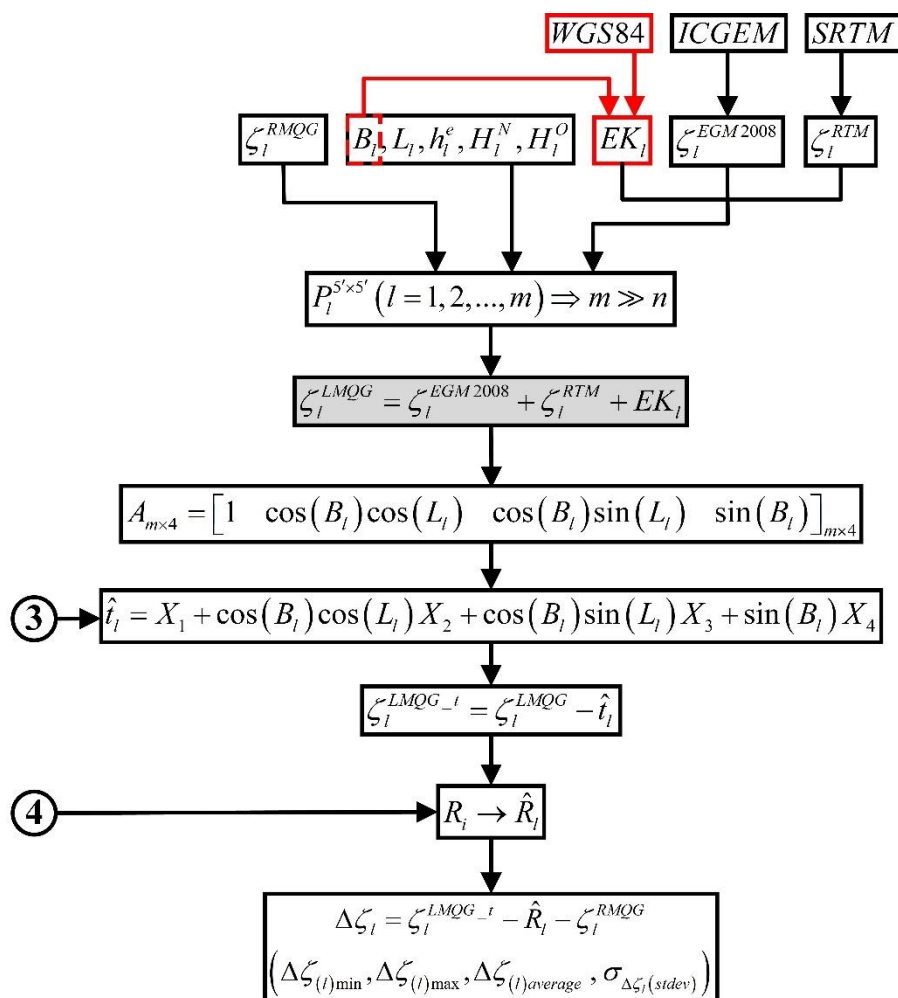 WGS84 ICGEM SRTM
ζ_l^{RMQG} B_l, L_l, h_l^e, H_l^N, H_l^O EK_l ζ_l^{EGM2008} ζ_l^{RTM}
P_l^{5′×5′} (l = 1, 2, ..., m) ⇒ m ≫ n
ζ_l^{LMQG} = ζ_l^{EGM2008} + ζ_l^{RTM} + EK_l
A_{m×4} = [1 cos(B_l)cos(L_l) cos(B_l)sin(L_l) sin(B_l)]_{m×4}
3 t̂_l = X_1 + cos(B_l)cos(L_l) X_2 + cos(B_l)sin(L_l) X_3 + sin(B_l) X_4
ζ_l^{LMQG_t} = ζ_l^{LMQG} − t̂_l
4 R_i → R̂_l
Δζ_l = ζ_l^{LMQG_t} − R̂_l − ζ_l^{RMQG}
(Δζ_{(l)min}, Δζ_{(l)max}, Δζ_{(l)average}, σ_{Δζ_l(stdev)})